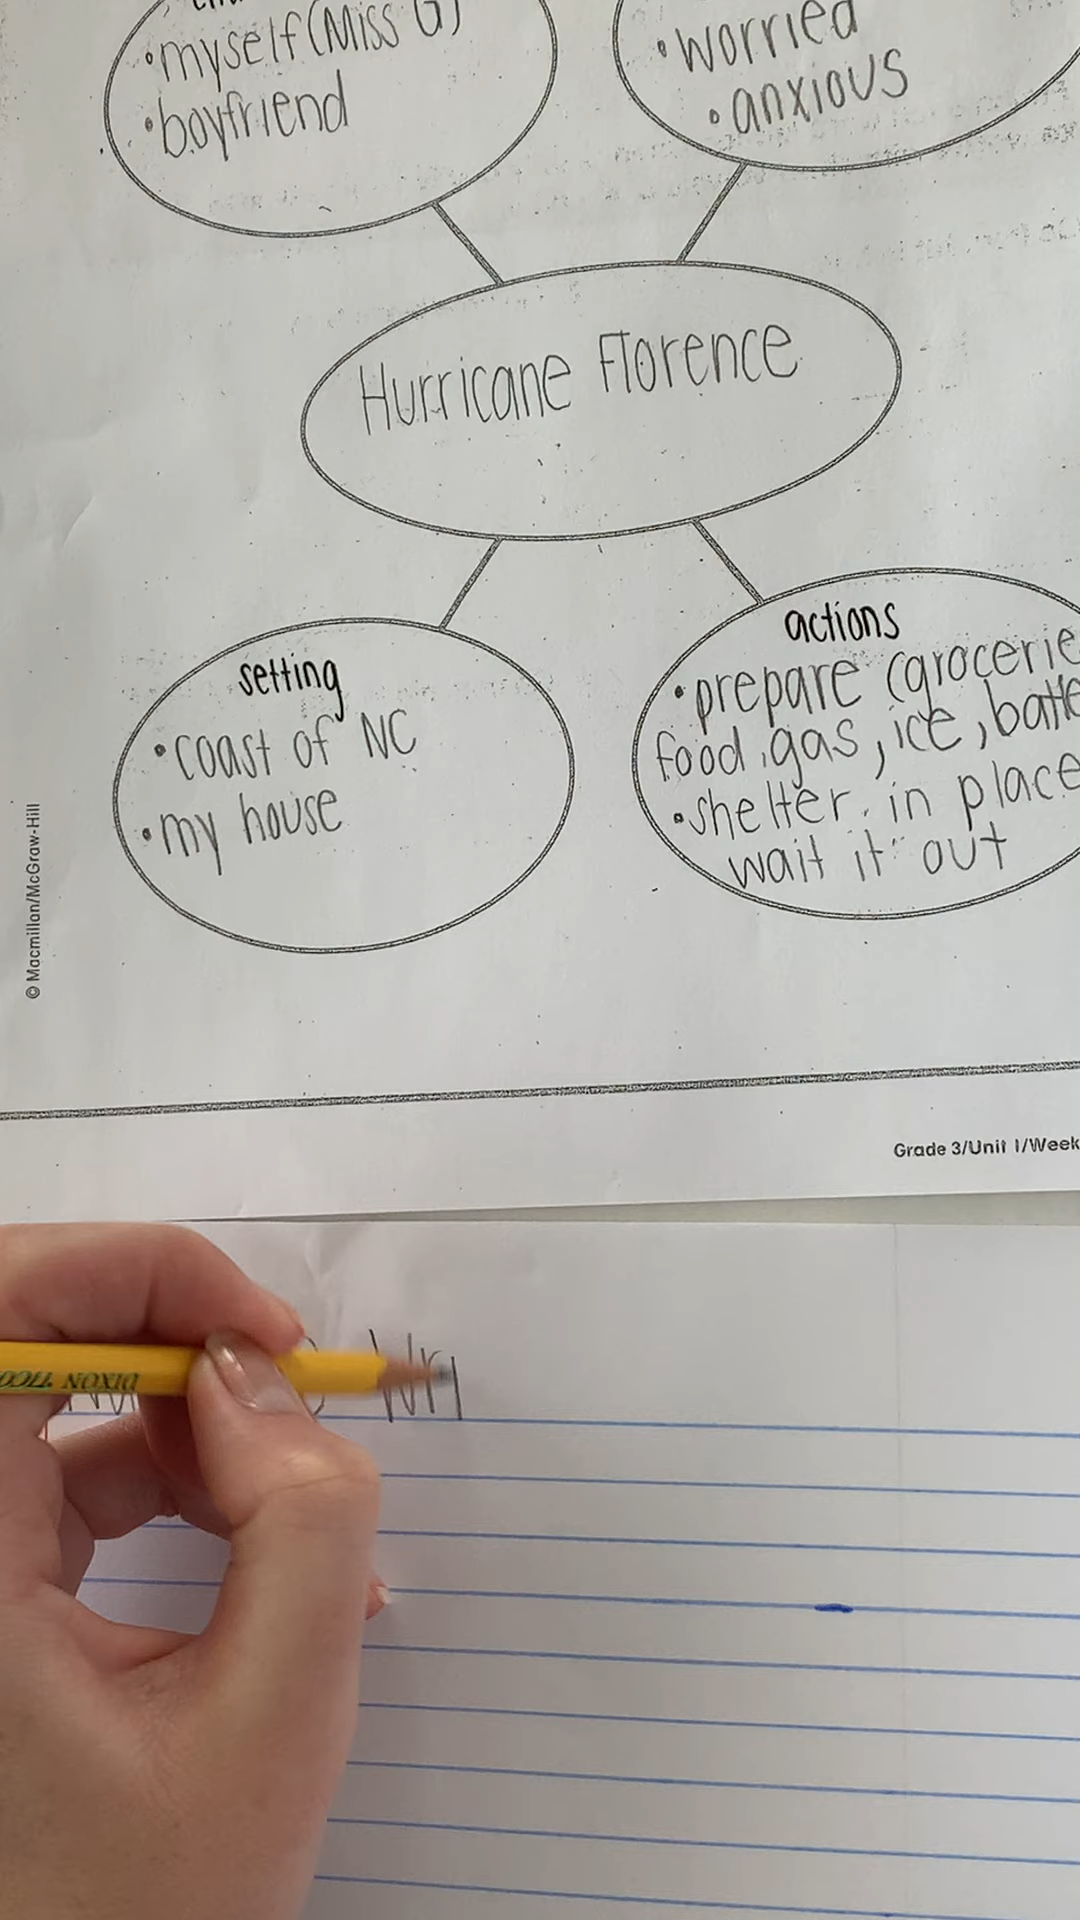 •myself (Miss G)
•boyfriend
•worried
•anxious
Hurricane Florence
setting
•coast of NC
•my house
actions
•prepare (grocerie
food, gas, ice, batte
•shelter in place
wait it out
© Macmillan/McGraw-Hill
Grade 3/Unit 1/Week
Wri
DIXON TICO